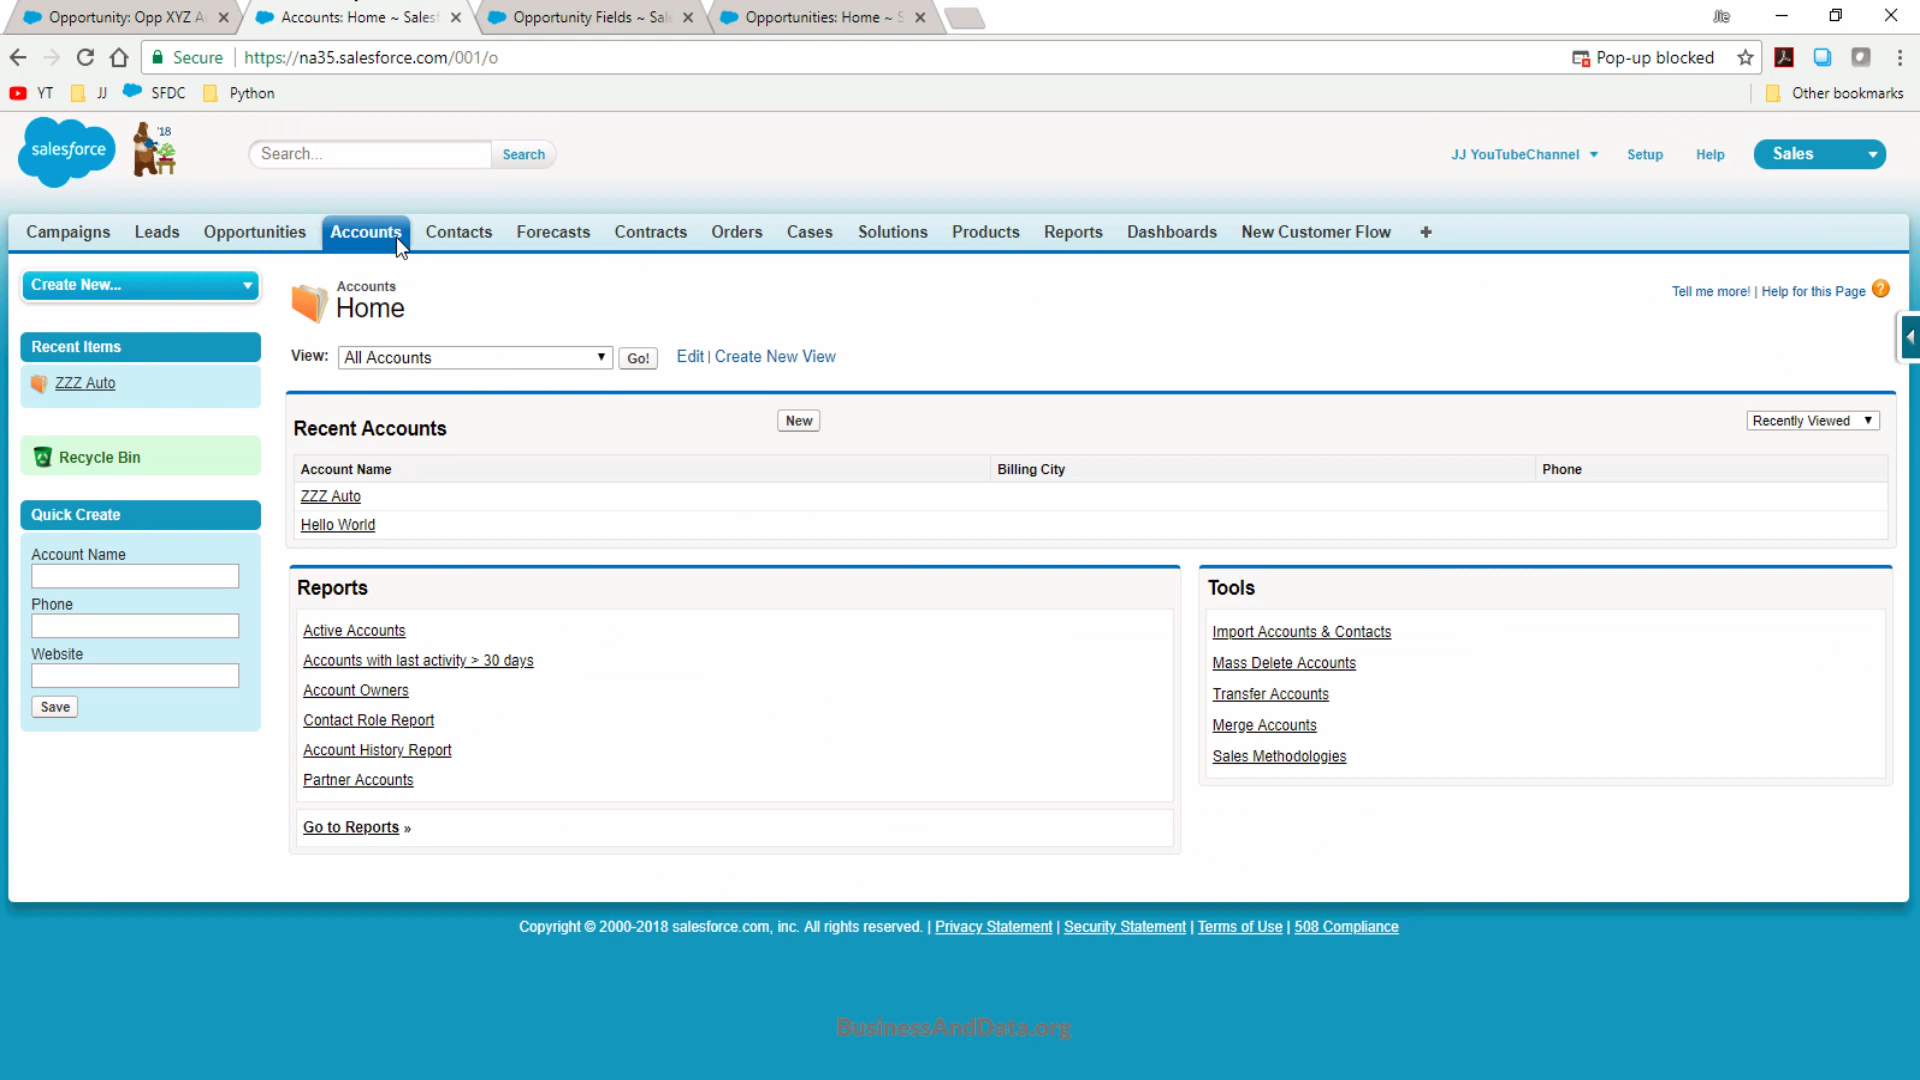 Opportunity: Opp XYZ A
Accounts: Home ~ Salesf
Opportunity Fields ~ Sale
Opportunities: Home ~ S
Jie
Secure
https://na35.salesforce.com/001/o
Pop-up blocked
YT
JJ
SFDC
Python
Other bookmarks
salesforce
'18
Search...
Search
JJ YouTubeChannel
Setup
Help
Sales
Campaigns
Leads
Opportunities
Accounts
Contacts
Forecasts
Contracts
Orders
Cases
Solutions
Products
Reports
Dashboards
New Customer Flow
+
Create New...
Recent Items
ZZZ Auto
Recycle Bin
Quick Create
Account Name
Phone
Website
Save
Accounts
Home
Tell me more! | Help for this Page ?
View:
All Accounts
Go!
Edit | Create New View
Recent Accounts
New
Recently Viewed
Account Name
Billing City
Phone
ZZZ Auto
Hello World
Reports
Active Accounts
Accounts with last activity > 30 days
Account Owners
Contact Role Report
Account History Report
Partner Accounts
Go to Reports »
Tools
Import Accounts & Contacts
Mass Delete Accounts
Transfer Accounts
Merge Accounts
Sales Methodologies
Copyright © 2000-2018 salesforce.com, inc. All rights reserved. | Privacy Statement | Security Statement | Terms of Use | 508 Compliance
BusinessAndData.org